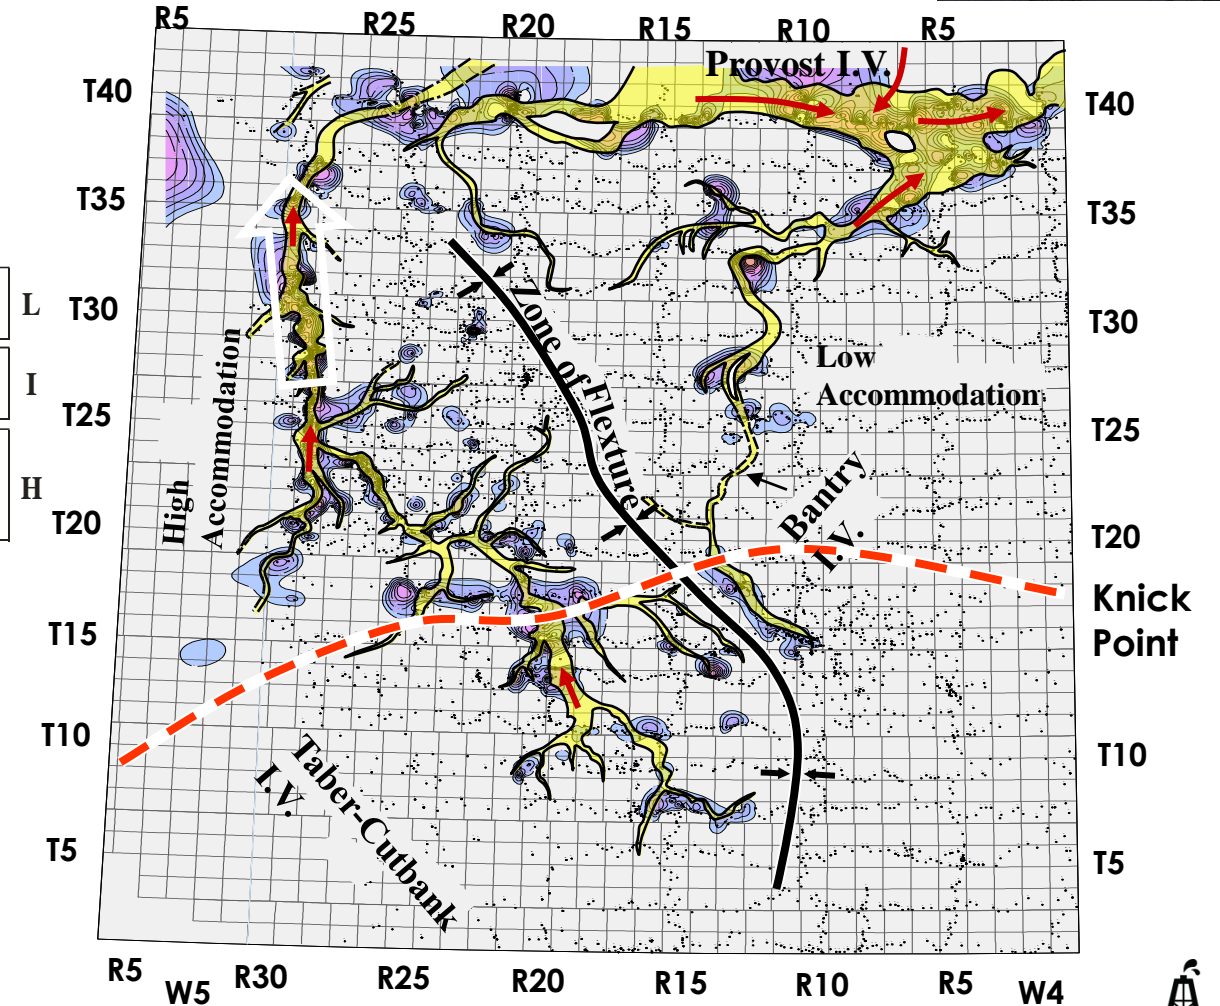 R5
R25
R20
R15
R10
R5
Provost I.V.
T40
T40
T35
T35
L
T30
T30
Zone of Flexture
Low
Accommodation
I
High
Accommodation
T25
T25
H
T20
T20
Bantry
I.V.
Knick
Point
T15
T10
T10
Taber-Cutbank
I.V.
T5
T5
R5
W5
R30
R25
R20
R15
R10
R5
W4